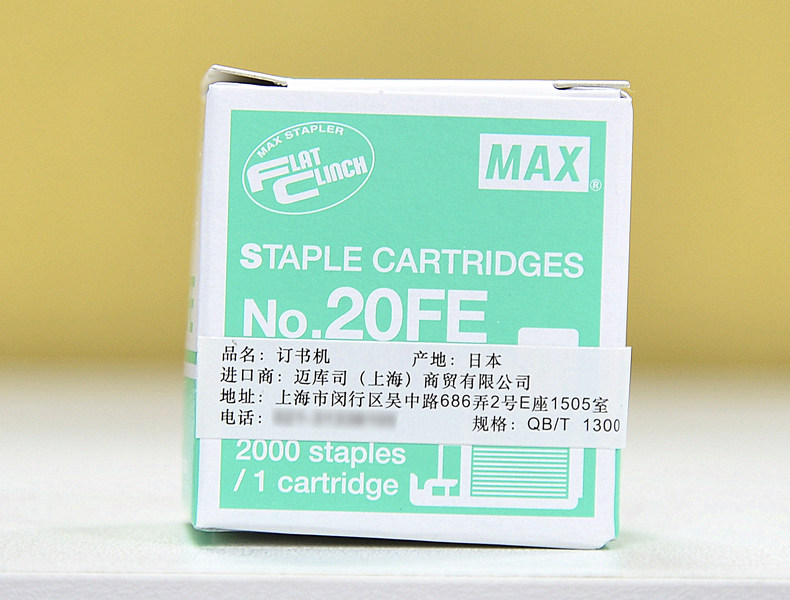 MAX STAPLER
FLAT
CLINCH
MAX®
STAPLE CARTRIDGES
No.20FE
品名：订书机 产地：日本
进口商：迈库司（上海）商贸有限公司
地址：上海市闵行区吴中路686弄2号E座1505室
电话：
规格：QB/T 1300
2000 staples
/ 1 cartridge